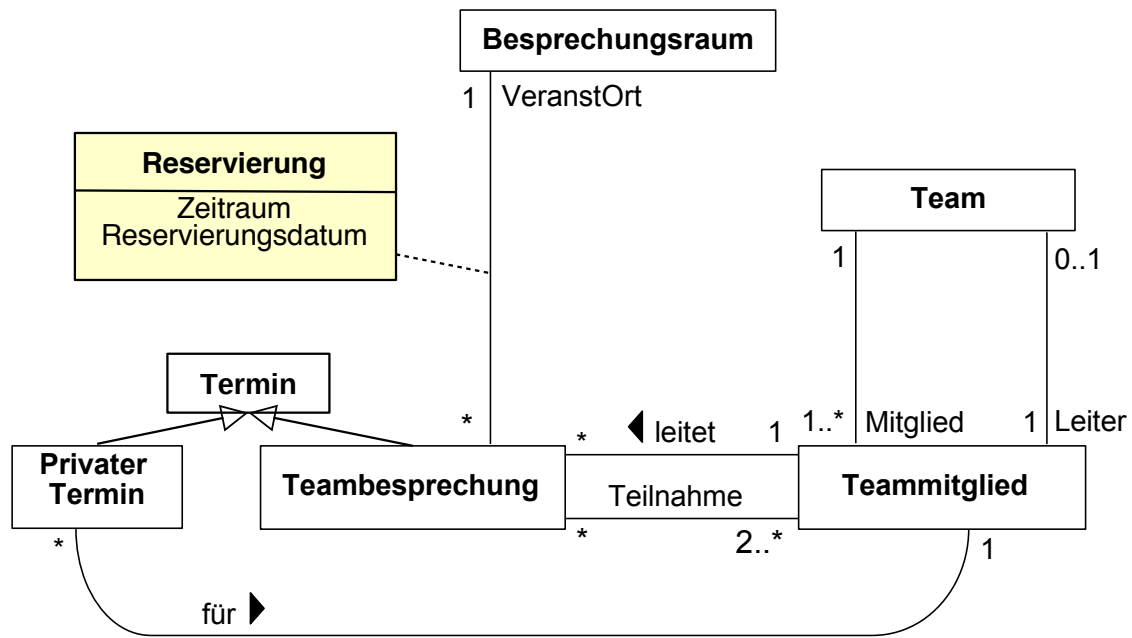 Besprechungsraum
1 VeranstOrt
Reservierung
Zeitraum
Reservierungsdatum
Team
1
0..1
Termin
*
* leitet 1
1..* Mitglied
1 Leiter
Privater
Termin
Teambesprechung
Teilnahme
Teammitglied
*
*
2..*
1
für